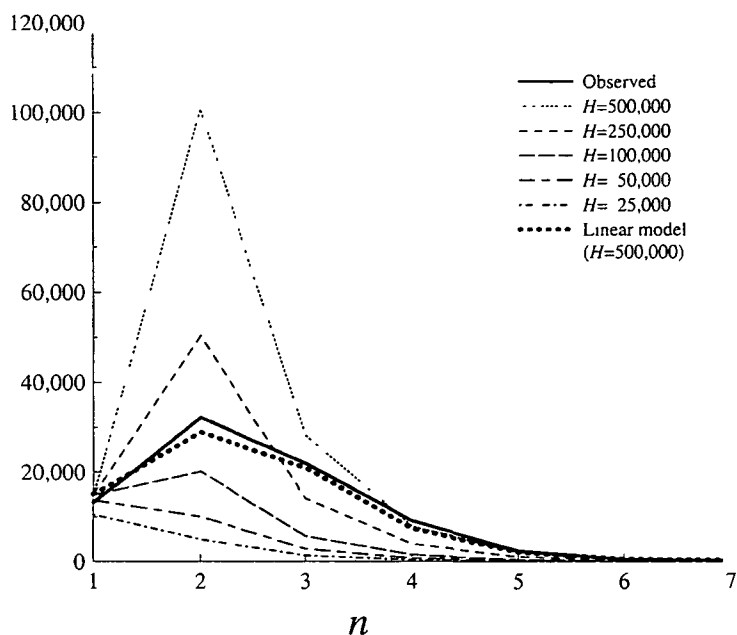 120,000
100,000
80,000
60,000
40,000
20,000
0
Observed
H=500,000
H=250,000
H=100,000
H= 50,000
H= 25,000
Linear model
(H=500,000)
1 2 3 4 5 6 7
n